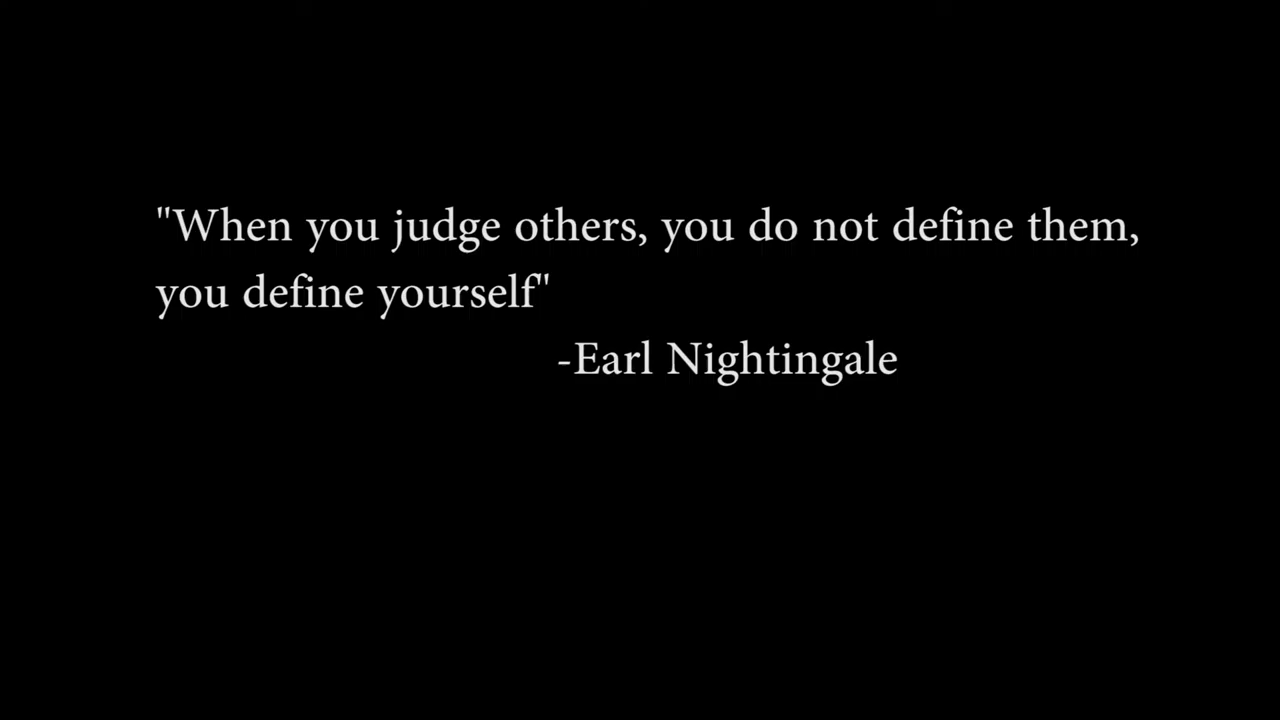 "When you judge others, you do not define them,
you define yourself"
-Earl Nightingale